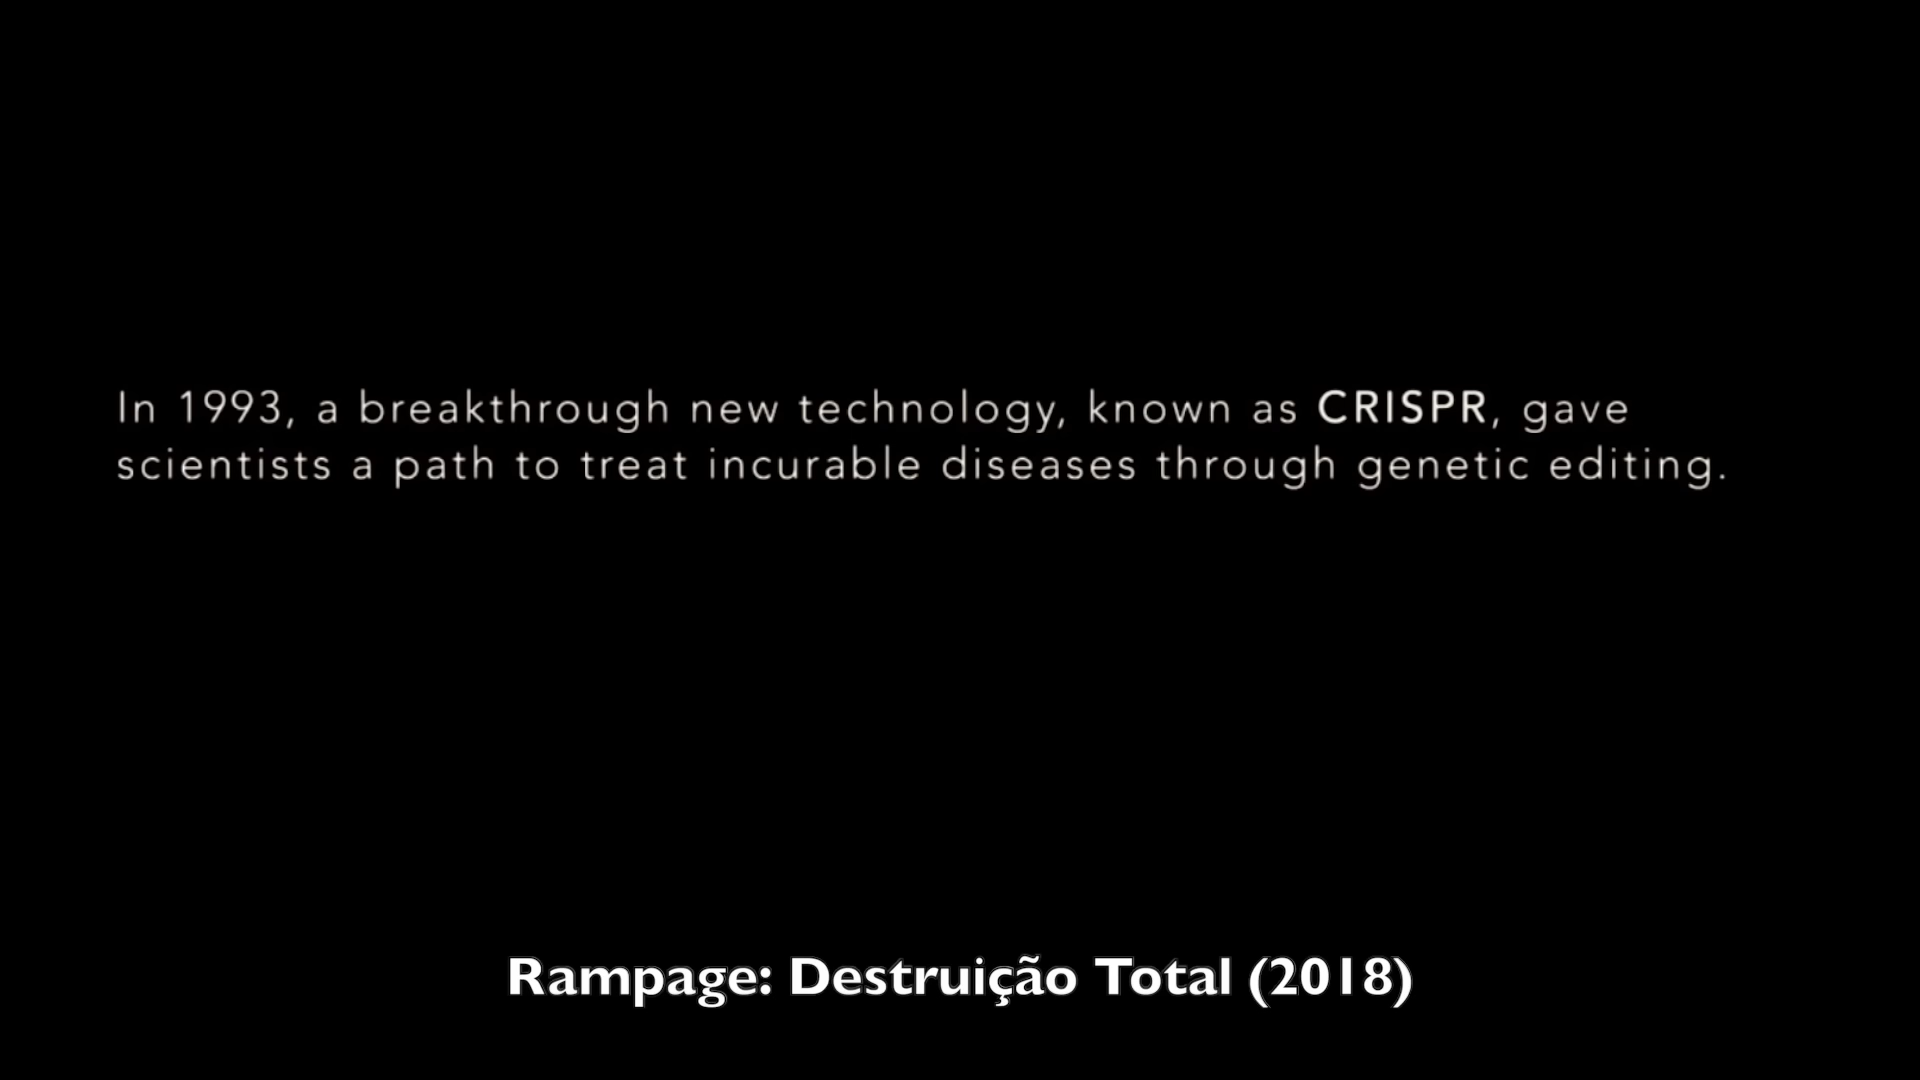 In 1993, a breakthrough new technology, known as CRISPR, gave
scientists a path to treat incurable diseases through genetic editing.
Rampage: Destruição Total (2018)